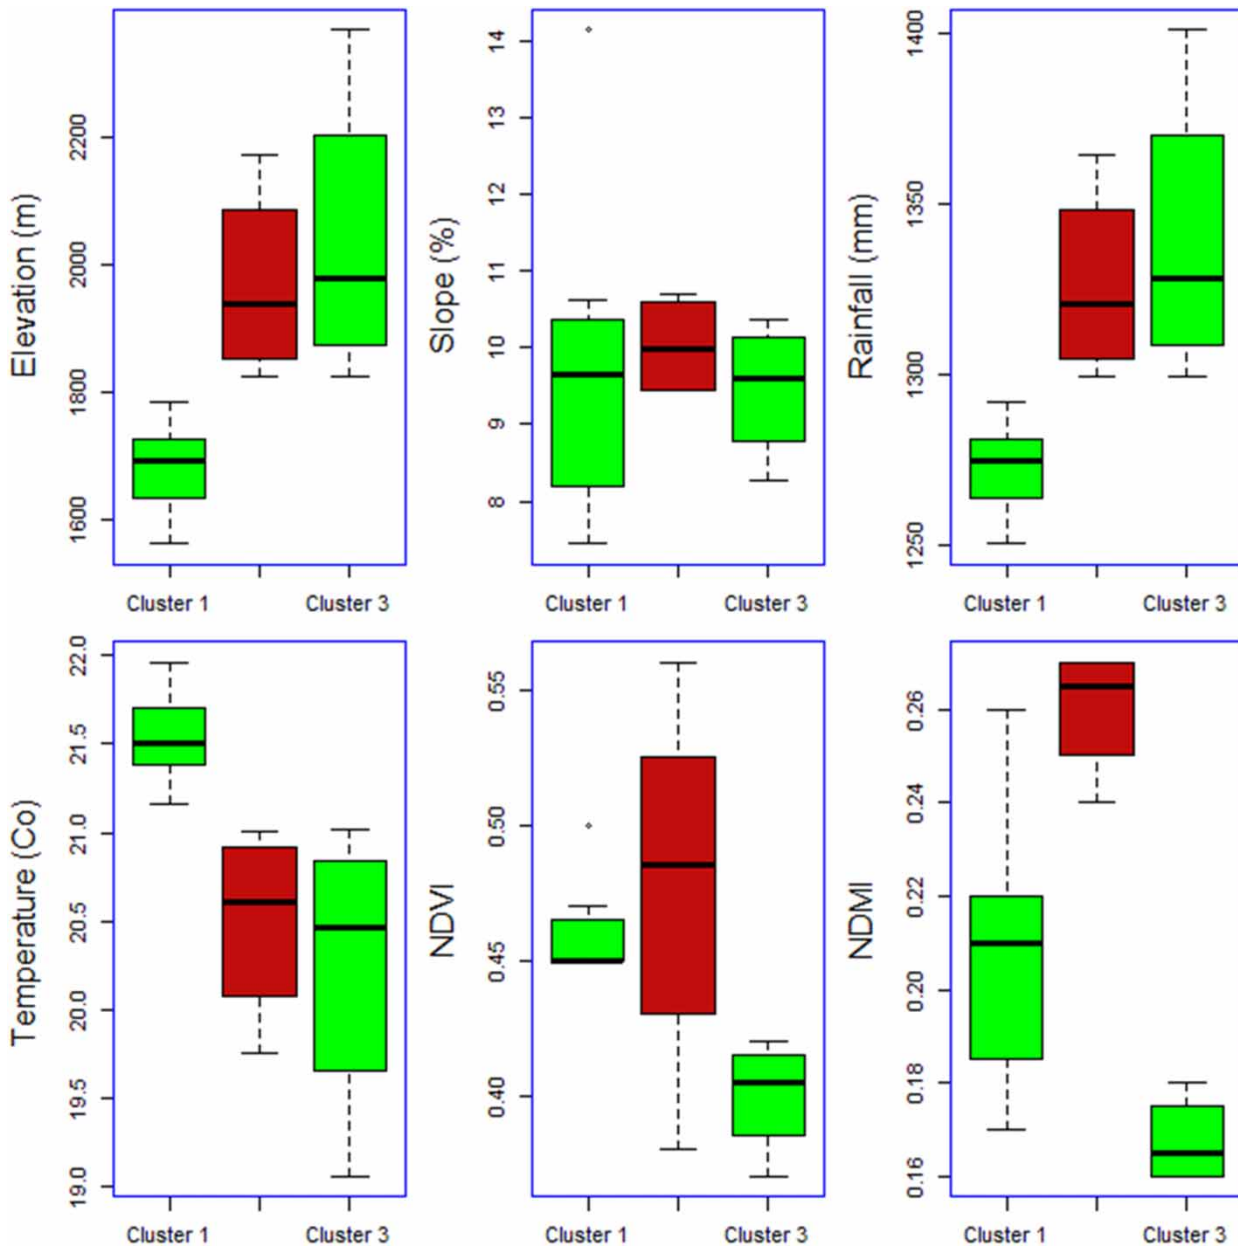 Elevation (m)
2200
2000
1800
1600
Cluster 1 Cluster 3
Slope (%)
14
13
12
11
10
9
8
Cluster 1 Cluster 3
Rainfall (mm)
1400
1350
1300
1250
Cluster 1 Cluster 3
Temperature (Co)
22.0
21.5
21.0
20.5
20.0
19.5
19.0
Cluster 1 Cluster 3
NDVI
0.55
0.50
0.45
0.40
Cluster 1 Cluster 3
NDMI
0.26
0.24
0.22
0.20
0.18
0.16
Cluster 1 Cluster 3